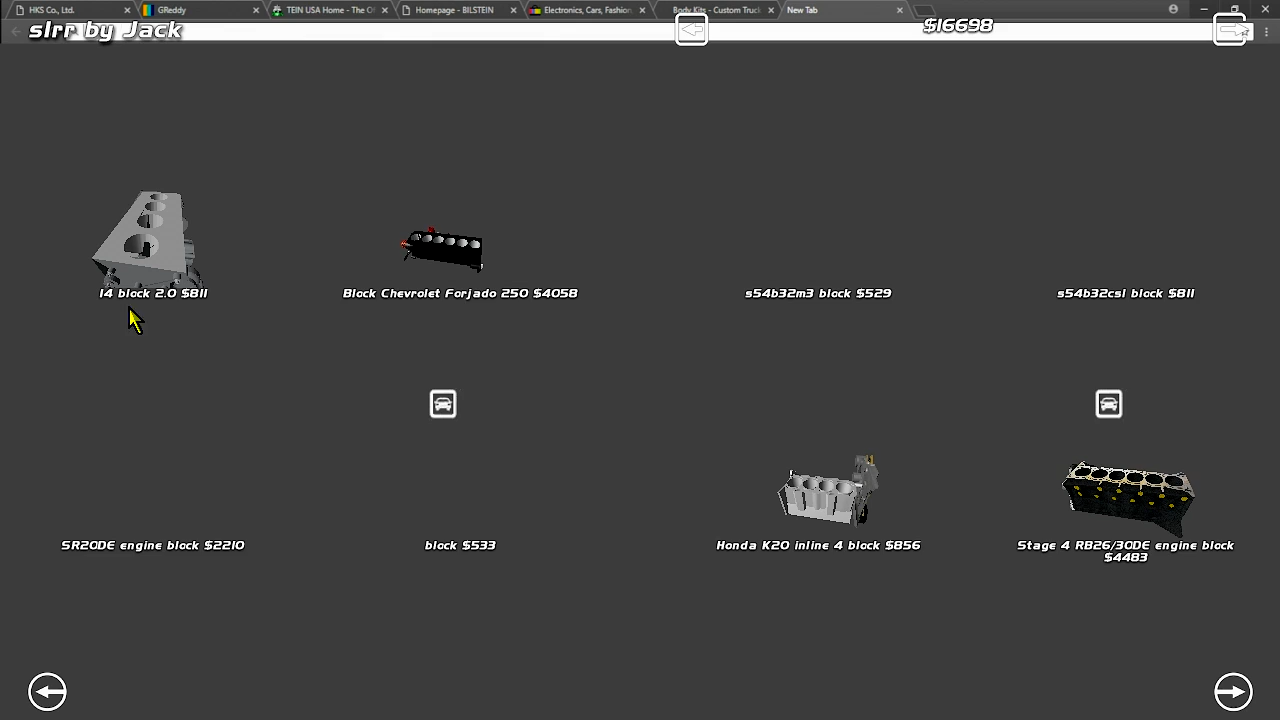 HKS Co., Ltd.
GReddy
TEIN USA Home - The Of
Homepage - BILSTEIN
Electronics, Cars, Fashion
Body Kits - Custom Truck
New Tab
slrr by Jack
$16698
I4 block 2.0 $811
Block Chevrolet Forjado 250 $4058
s54b32m3 block $529
s54b32csl block $811
SR20DE engine block $2210
block $533
Honda K20 inline 4 block $856
Stage 4 RB26/30DE engine block
$4483